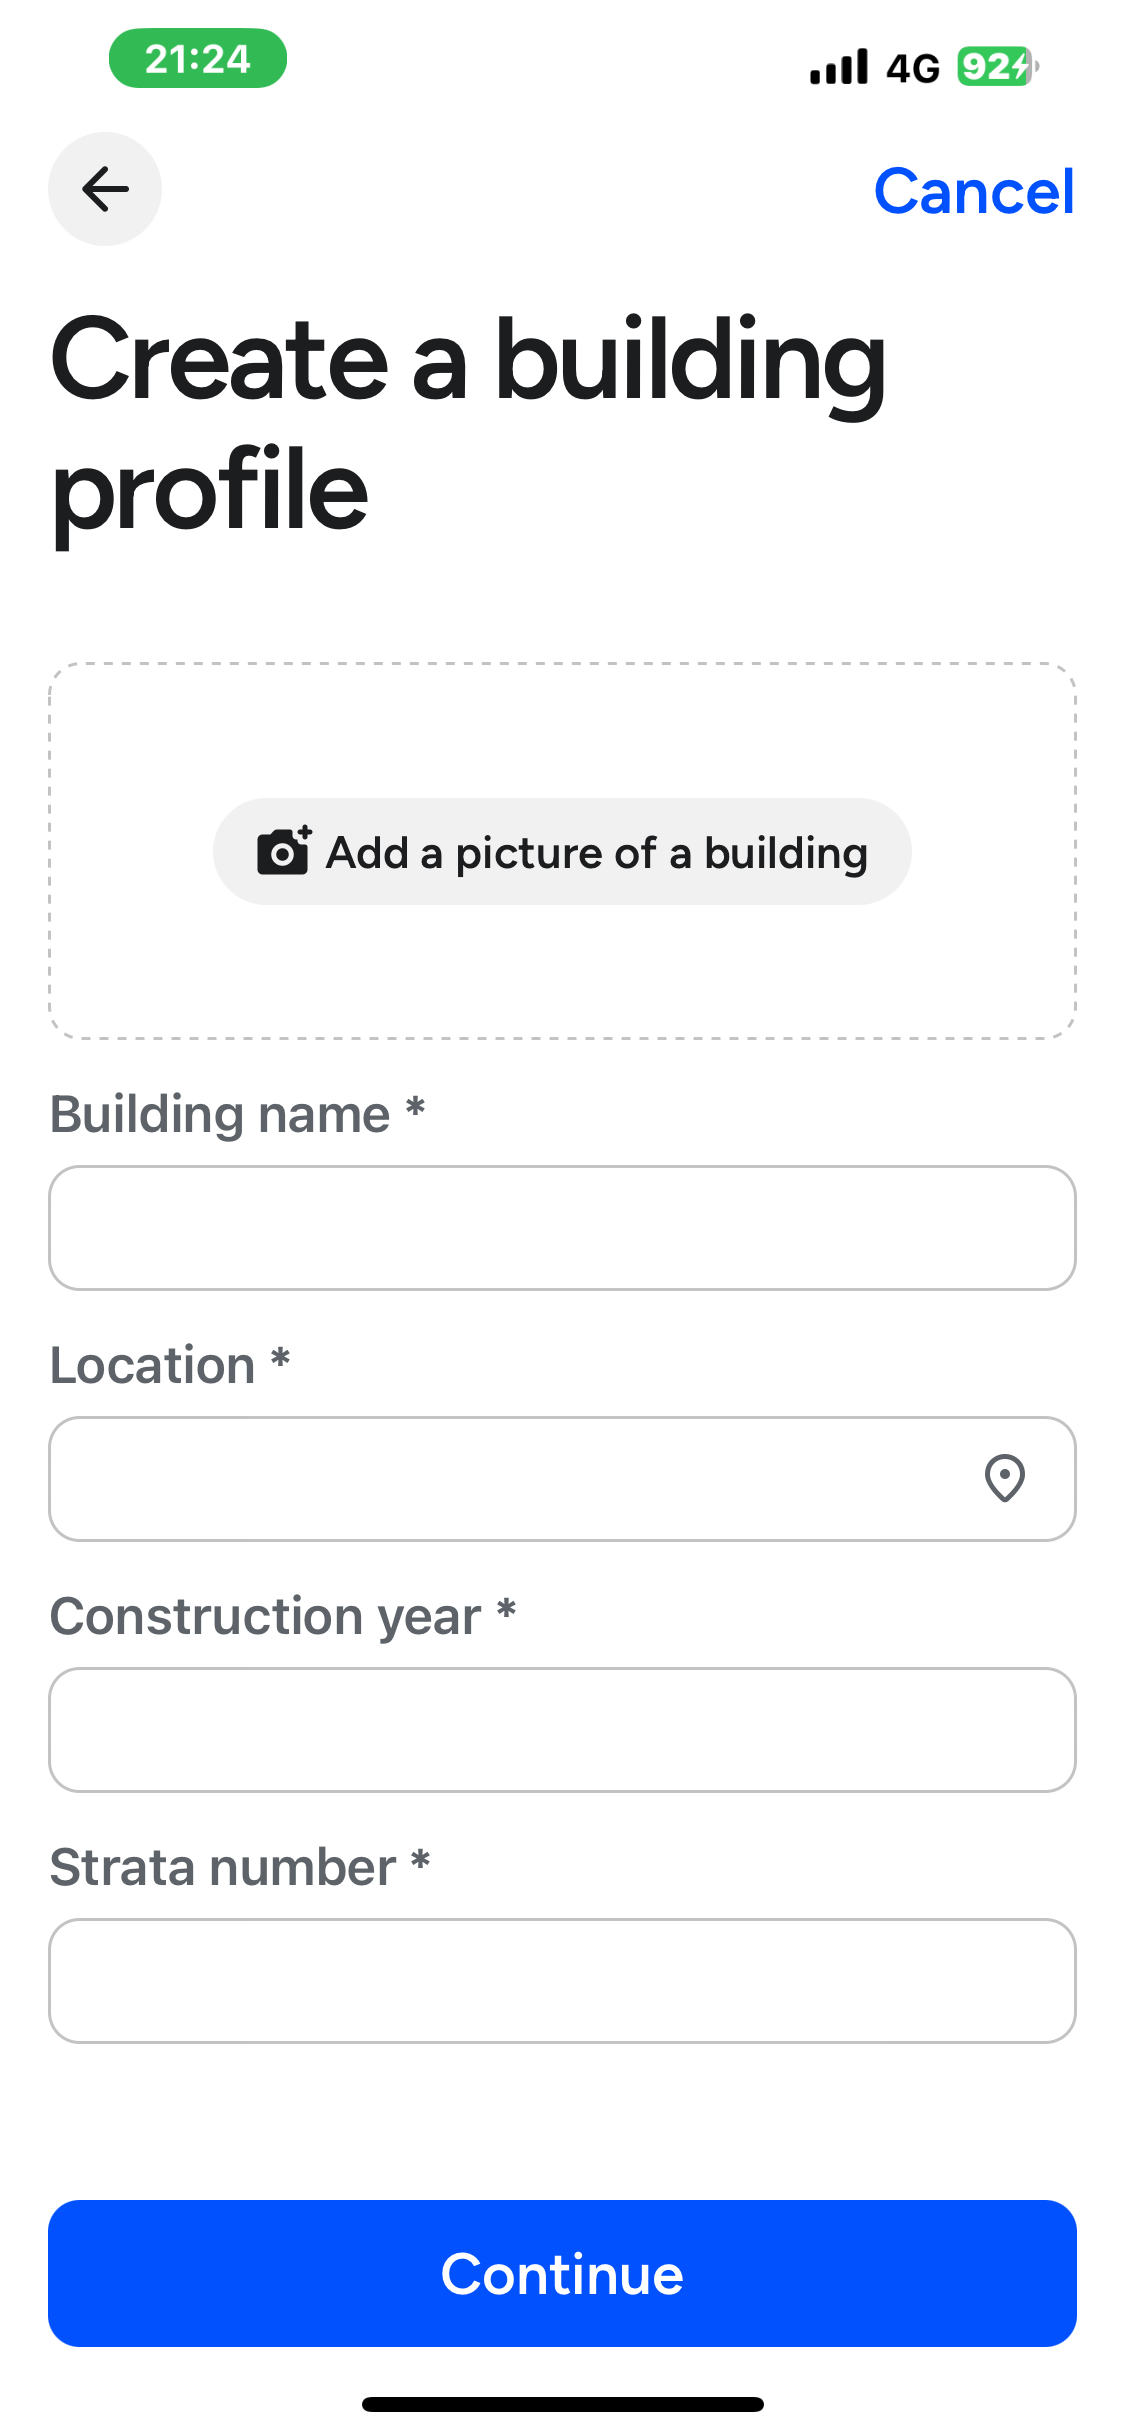 21:24
4G
92
Cancel
Create a building
profile
Add a picture of a building
Building name *
Location *
Construction year *
Strata number *
Continue